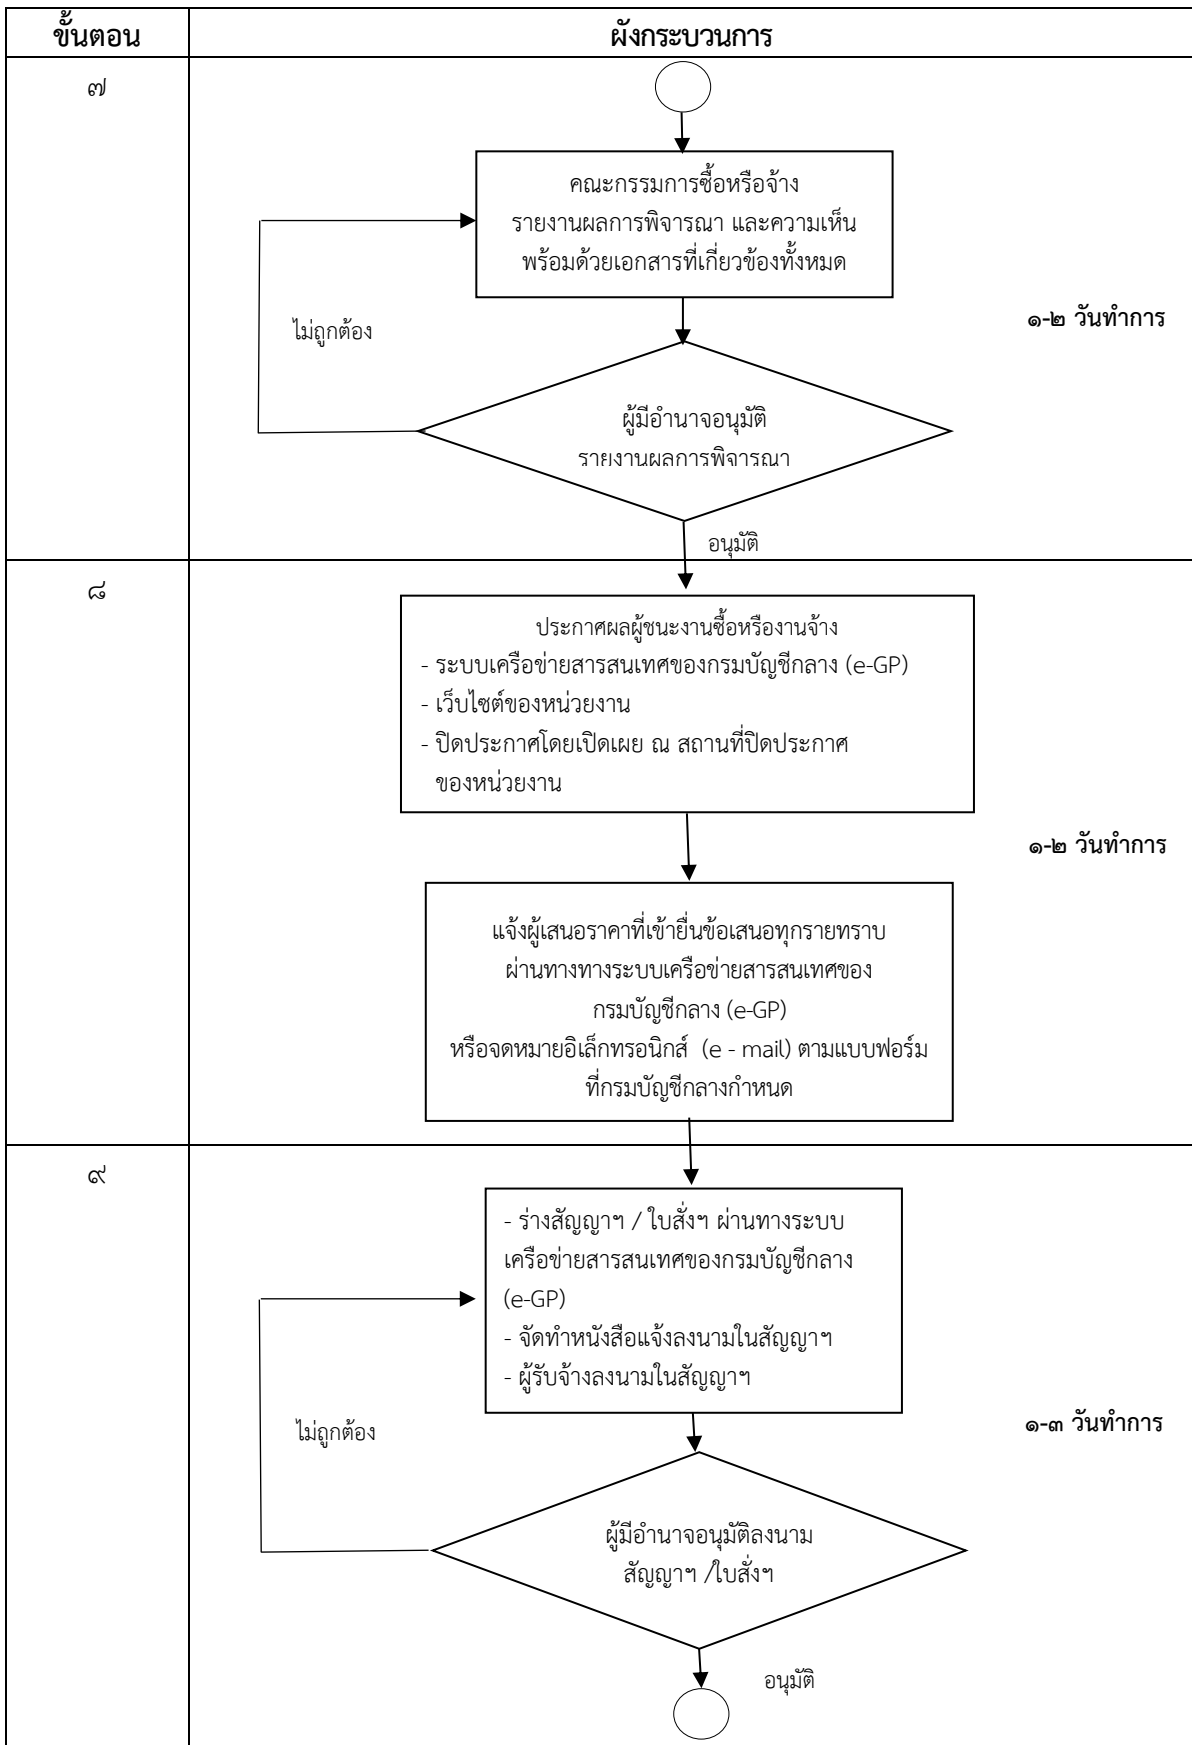 ขั้นตอน
ผังกระบวนการ
๗
คณะกรรมการซื้อหรือจ้าง
รายงานผลการพิจารณา และความเห็น
พร้อมด้วยเอกสารที่เกี่ยวข้องทั้งหมด
๑-๒ วันทำการ
ไม่ถูกต้อง
ผู้มีอำนาจอนุมัติ
รายงานผลการพิจารณา
อนุมัติ
๘
ประกาศผลผู้ชนะงานซื้อหรืองานจ้าง
- ระบบเครือข่ายสารสนเทศของกรมบัญชีกลาง (e-GP)
- เว็บไซต์ของหน่วยงาน
- ปิดประกาศโดยเปิดเผย ณ สถานที่ปิดประกาศ
ของหน่วยงาน
๑-๒ วันทำการ
แจ้งผู้เสนอราคาที่เข้ายื่นข้อเสนอทุกรายทราบ
ผ่านทางทางระบบเครือข่ายสารสนเทศของ
กรมบัญชีกลาง (e-GP)
หรือจดหมายอิเล็กทรอนิกส์ (e - mail) ตามแบบฟอร์ม
ที่กรมบัญชีกลางกำหนด
๙
- ร่างสัญญาฯ / ใบสั่งฯ ผ่านทางระบบ
เครือข่ายสารสนเทศของกรมบัญชีกลาง
(e-GP)
- จัดทำหนังสือแจ้งลงนามในสัญญาฯ
- ผู้รับจ้างลงนามในสัญญาฯ
๑-๓ วันทำการ
ไม่ถูกต้อง
ผู้มีอำนาจอนุมัติลงนาม
สัญญาฯ /ใบสั่งฯ
อนุมัติ